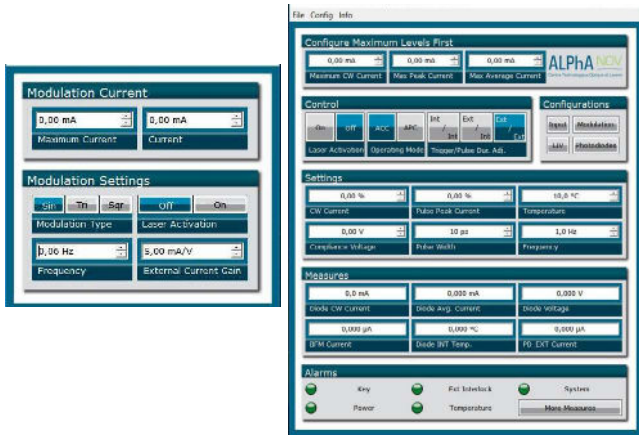 Modulation Current
0,00 mA 0,00 mA
Maximum Current Current
Modulation Settings
Sin Tri Sqr Off On
Modulation Type Laser Activation
0,06 Hz 5,00 mA/V
Frequency External Current Gain
File Config Info
Configure Maximum Levels First
0,00 mA 0,00 mA 0,00 mA
Maximum CW Current Max Peak Current Max Average Current
ALPhA NOV
Control
On Off ACC APC Int / Int Ext / Int Ext / Ext
Laser Activation Operating Mode Trigger/Pulse Dur. Adj.
Configurations
Input Modulation
LIV Photodiodes
Settings
0,00 % 0,00 % 10,0 °C
CW Current Pulse Peak Current Temperature
0,00 V 10 ps 1,0 Hz
Compliance Voltage Pulse Width Frequency
Measures
0,0 mA 0,000 mA 0,000 V
Diode CW Current Diode Avg. Current Diode Voltage
0,000 µA 0,000 °C 0,000 µA
BFM Current Diode INT Temp. PD EXT Current
Alarms
Key Ext Interlock System
Power Temperature More Measures